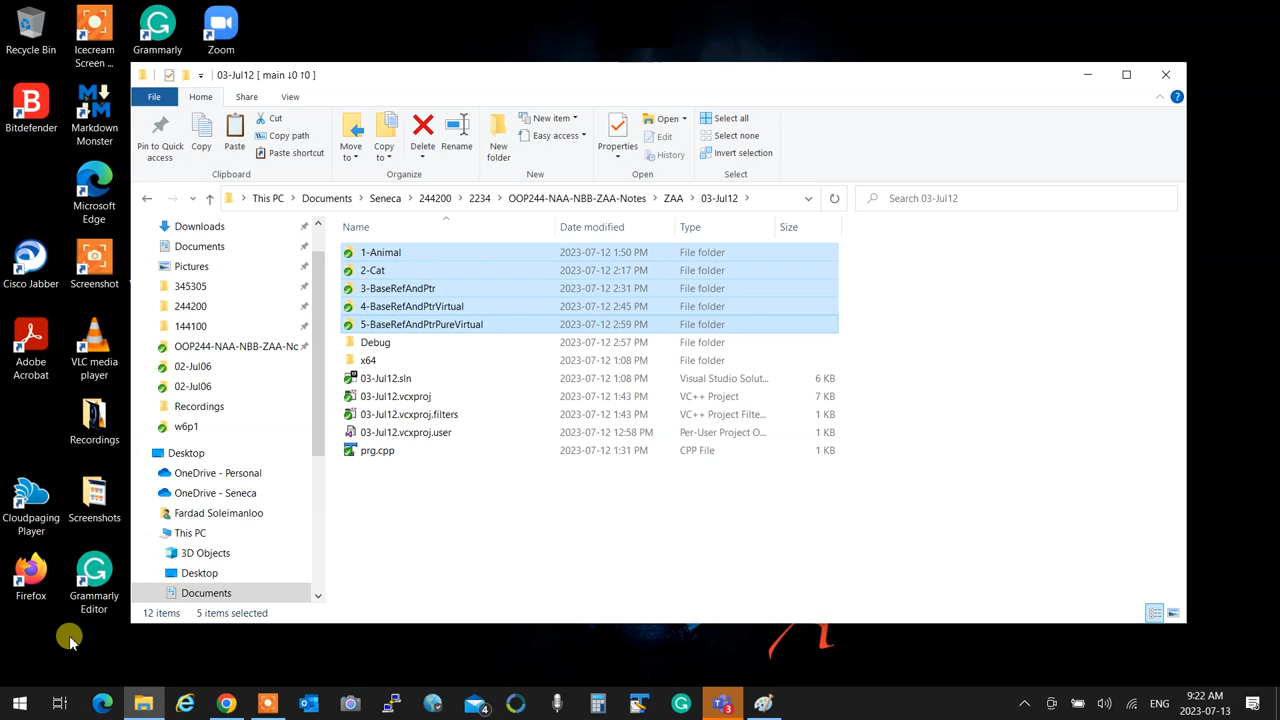 Recycle Bin
Icecream
Screen ...
Grammarly
Zoom
Bitdefender
Markdown
Monster
Microsoft
Edge
Cisco Jabber
Screenshot
Adobe
Acrobat
VLC media
player
Recordings
Cloudpaging
Player
Screenshots
Firefox
Grammarly
Editor
03-Jul12 [ main ↓0 ↑0 ]
File
Home
Share
View
Pin to Quick
access
Copy
Paste
Cut
Copy path
Paste shortcut
Clipboard
Move
to
Copy
to
Delete
Rename
Organize
New
folder
New item
Easy access
New
Properties
Open
Edit
History
Open
Select all
Select none
Invert selection
Select
This PC > Documents > Seneca > 244200 > 2234 > OOP244-NAA-NBB-ZAA-Notes > ZAA > 03-Jul12 >
Search 03-Jul12
Downloads
Documents
Pictures
345305
244200
144100
OOP244-NAA-NBB-ZAA-Nc
02-Jul06
02-Jul06
Recordings
w6p1
Desktop
OneDrive - Personal
OneDrive - Seneca
Fardad Soleimanloo
This PC
3D Objects
Desktop
Documents
Name Date modified Type Size
1-Animal 2023-07-12 1:50 PM File folder
2-Cat 2023-07-12 2:17 PM File folder
3-BaseRefAndPtr 2023-07-12 2:31 PM File folder
4-BaseRefAndPtrVirtual 2023-07-12 2:45 PM File folder
5-BaseRefAndPtrPureVirtual 2023-07-12 2:59 PM File folder
Debug 2023-07-12 2:57 PM File folder
x64 2023-07-12 1:08 PM File folder
03-Jul12.sln 2023-07-12 1:08 PM Visual Studio Solut... 6 KB
03-Jul12.vcxproj 2023-07-12 1:43 PM VC++ Project 7 KB
03-Jul12.vcxproj.filters 2023-07-12 1:43 PM VC++ Project Filte... 1 KB
03-Jul12.vcxproj.user 2023-07-12 12:58 PM Per-User Project O... 1 KB
prg.cpp 2023-07-12 1:31 PM CPP File 1 KB
12 items 5 items selected
4
3
ENG
9:22 AM
2023-07-13